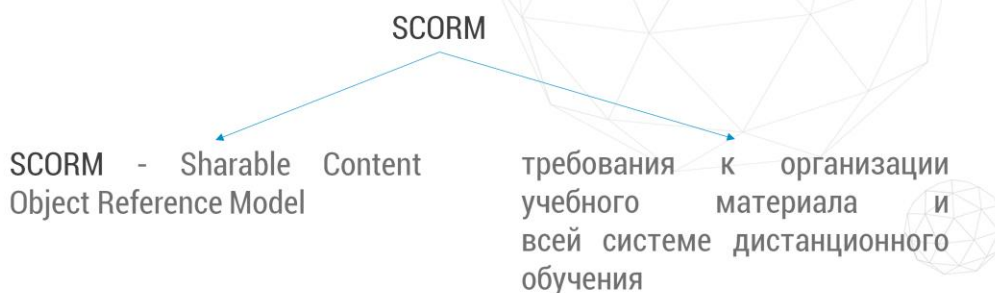 SCORM
SCORM - Sharable Content
Object Reference Model
требования к организации
учебного материала и
всей системе дистанционного
обучения